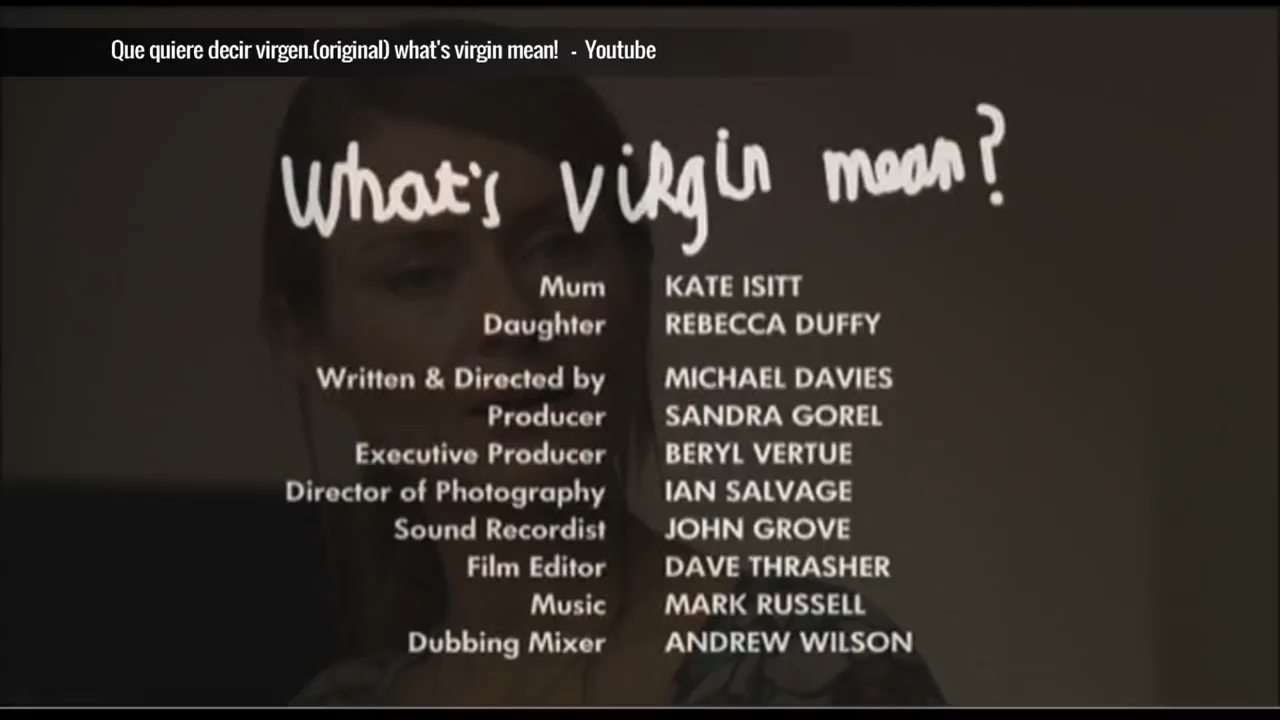 Que quiere decir virgen.(original) what's virgin mean! - Youtube
What's virgin mean?
Mum KATE ISITT
Daughter REBECCA DUFFY
Written & Directed by MICHAEL DAVIES
Producer SANDRA GOREL
Executive Producer BERYL VERTUE
Director of Photography IAN SALVAGE
Sound Recordist JOHN GROVE
Film Editor DAVE THRASHER
Music MARK RUSSELL
Dubbing Mixer ANDREW WILSON